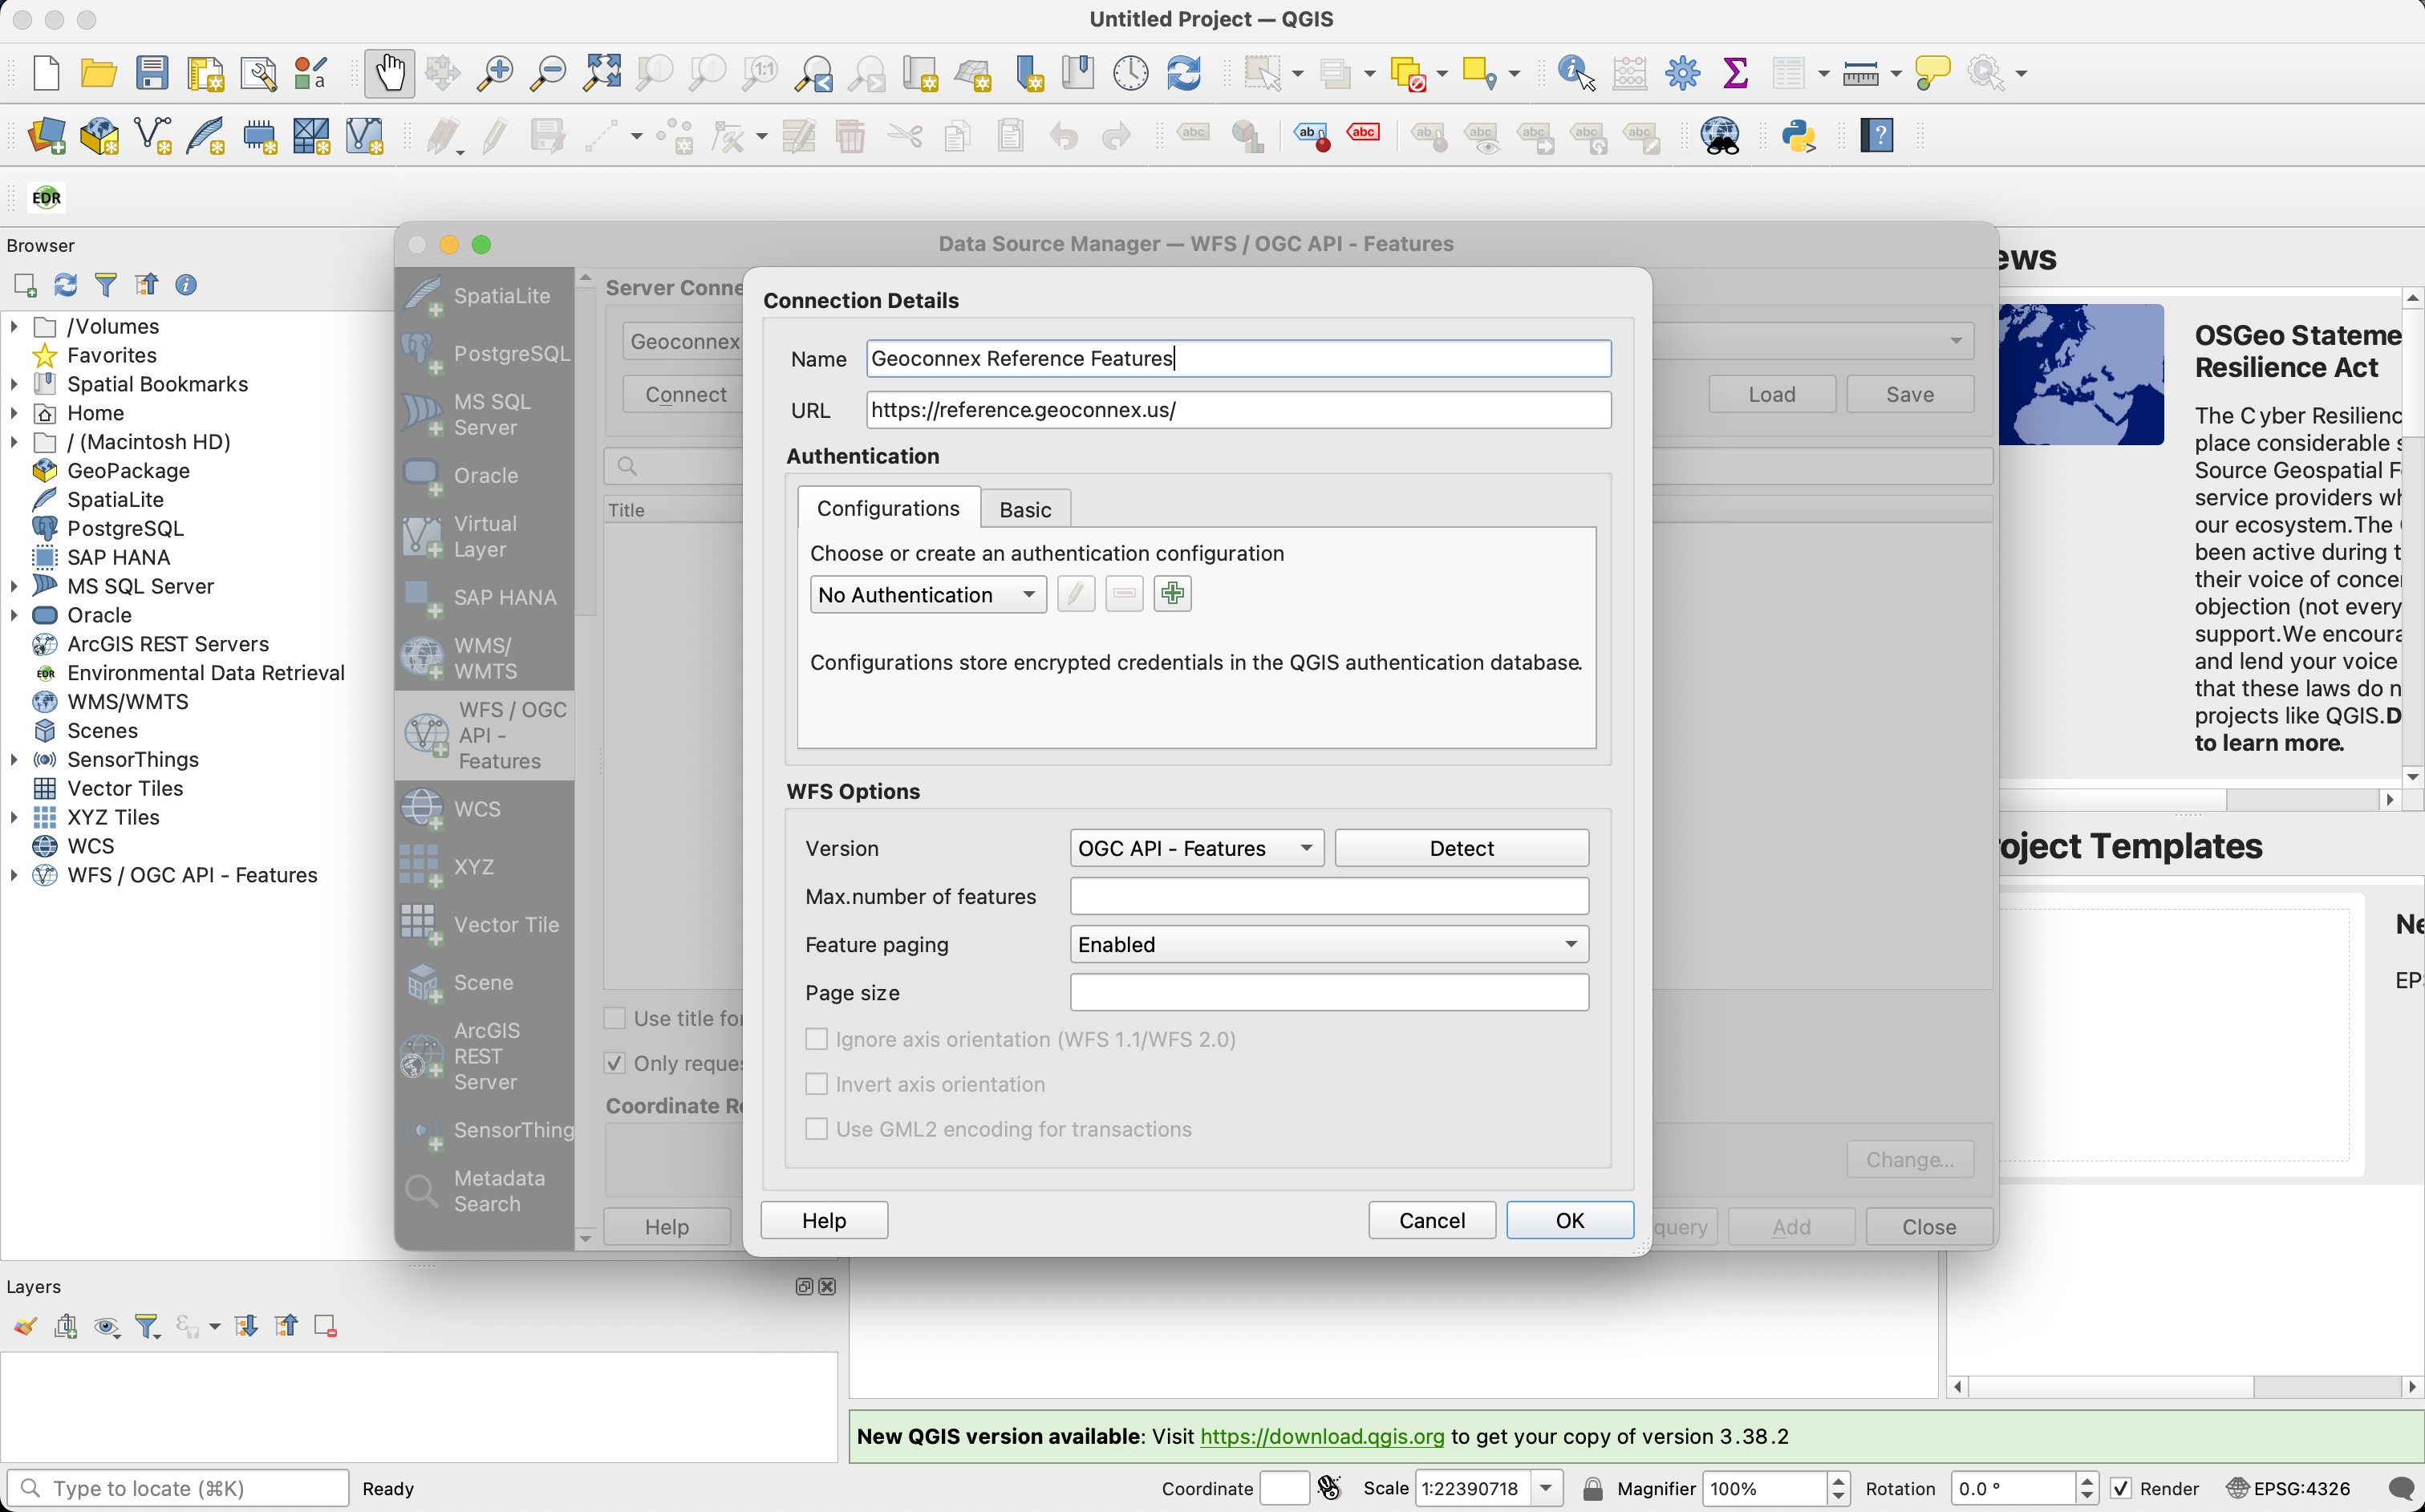 Untitled Project — QGIS
EDR
Browser
/Volumes
Favorites
Spatial Bookmarks
Home
/ (Macintosh HD)
GeoPackage
SpatiaLite
PostgreSQL
SAP HANA
MS SQL Server
Oracle
ArcGIS REST Servers
EDR Environmental Data Retrieval
WMS/WMTS
Scenes
SensorThings
Vector Tiles
XYZ Tiles
WCS
WFS / OGC API - Features
Layers
Data Source Manager — WFS / OGC API - Features
SpatiaLite
PostgreSQL
MS SQL
Server
Oracle
Virtual
Layer
SAP HANA
WMS/
WMTS
WFS / OGC
API -
Features
WCS
XYZ
Vector Tile
Scene
ArcGIS
REST
Server
SensorThing
Metadata
Search
Server Conne
Geoconnex
Connect
Load
Save
Title
Use title for
Only reques
Coordinate Re
Change...
Help
query
Add
Close
Connection Details
Name Geoconnex Reference Features
URL https://reference.geoconnex.us/
Authentication
Configurations
Basic
Choose or create an authentication configuration
No Authentication
Configurations store encrypted credentials in the QGIS authentication database.
WFS Options
Version OGC API - Features Detect
Max.number of features
Feature paging Enabled
Page size
Ignore axis orientation (WFS 1.1/WFS 2.0)
Invert axis orientation
Use GML2 encoding for transactions
Help
Cancel
OK
ews
OSGeo Stateme
Resilience Act
The Cyber Resilienc
place considerable s
Source Geospatial F
service providers wh
our ecosystem.The
been active during t
their voice of concer
objection (not every
support.We encoura
and lend your voice
that these laws do n
projects like QGIS.D
to learn more.
oject Templates
Ne
EPS
New QGIS version available: Visit https://download.qgis.org to get your copy of version 3.38.2
Type to locate (⌘K)
Ready
Coordinate
Scale 1:22390718
Magnifier 100%
Rotation 0.0 °
Render
EPSG:4326